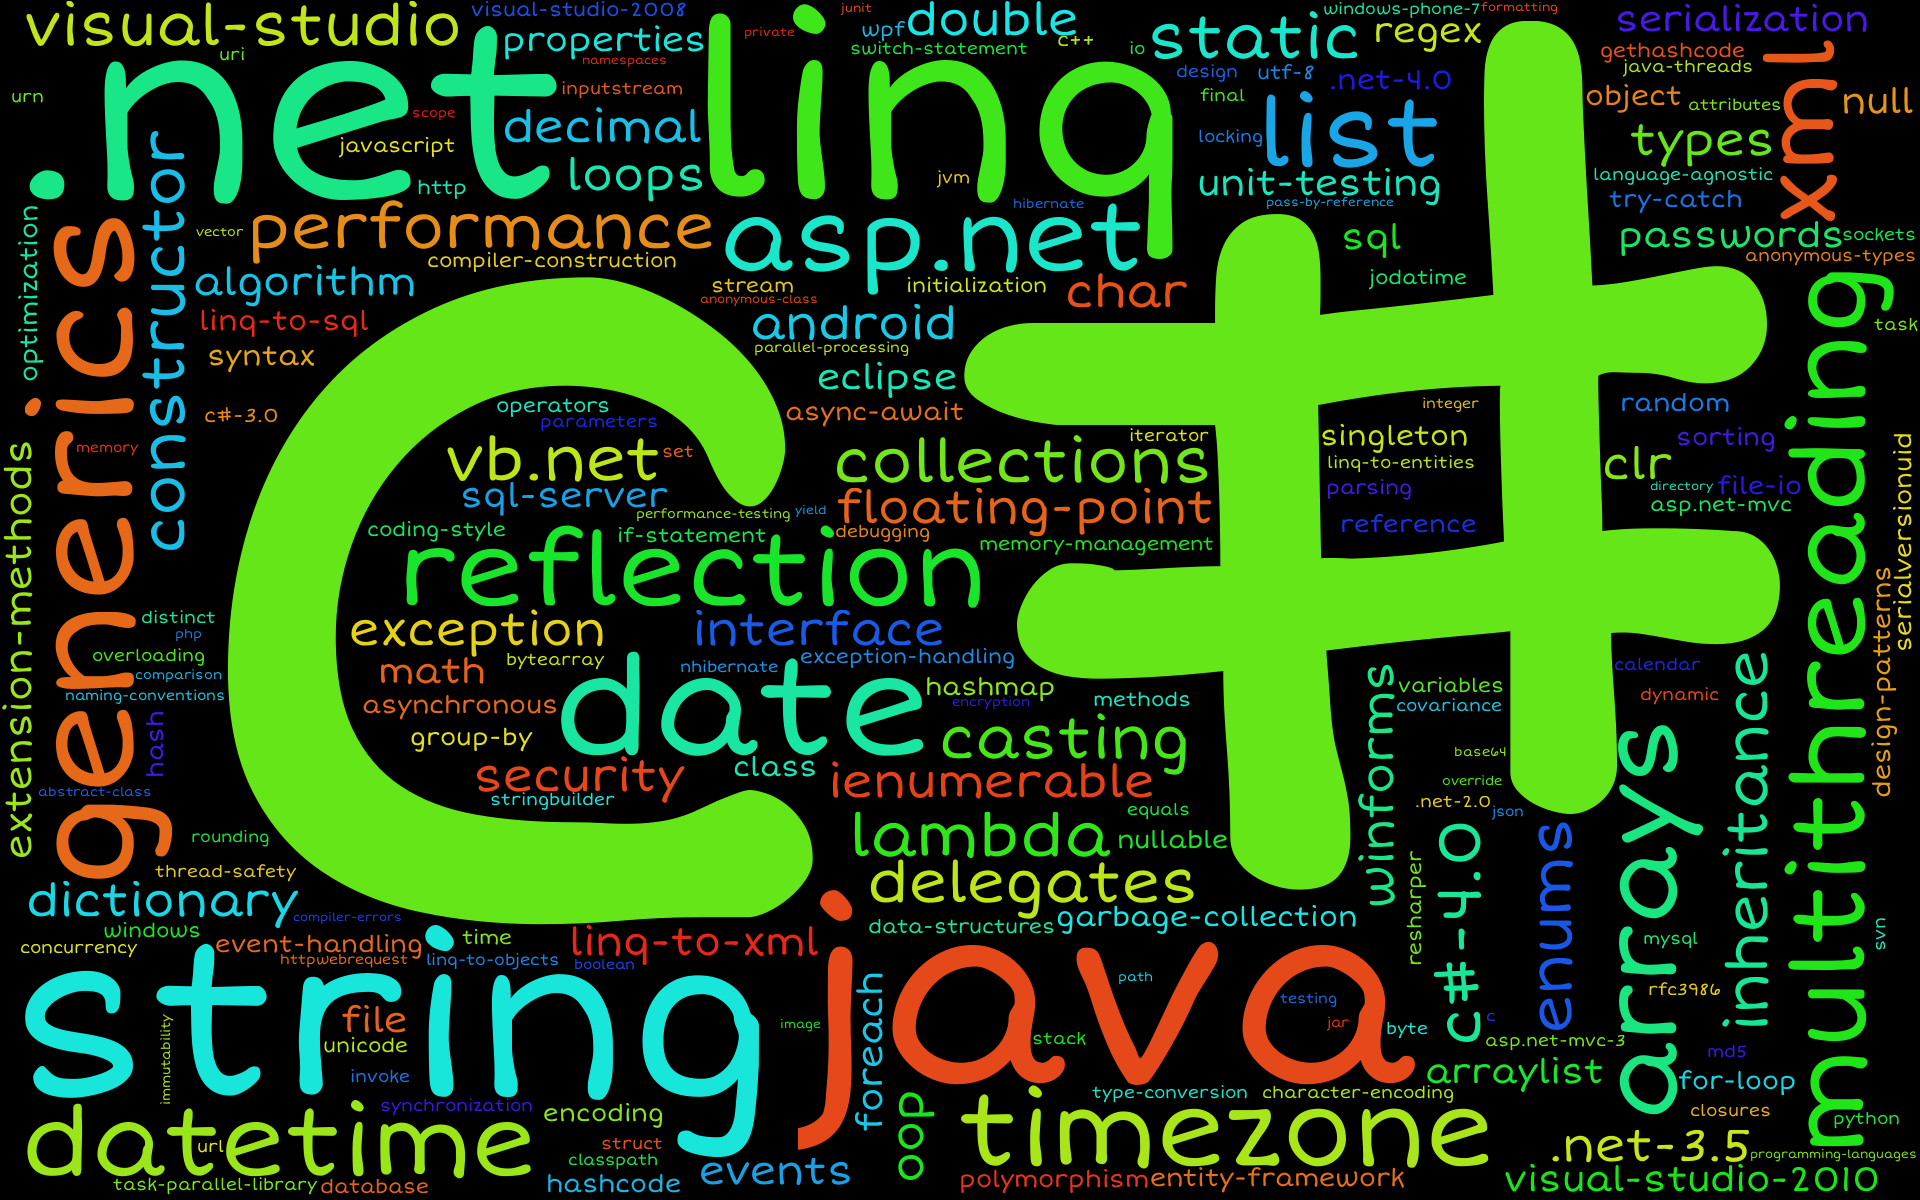 visual-studio
visual-studio-2008
properties
private
junit
wpf
double
switch-statement
c++
io
static
windows-phone-7
formatting
regex
serialization
uri
namespaces
gethashcode
java-threads
xml
urn
.net
inputstream
linq
design
utf-8
.net-4.0
object
attributes
null
final
scope
decimal
javascript
locking
list
types
http
loops
jvm
unit-testing
language-agnostic
pass-by-reference
try-catch
hibernate
optimization
generics
constructor
vector
performance
compiler-construction
asp.net
sql
passwords
sockets
anonymous-types
algorithm
stream
anonymous-class
initialization
char
jodatime
linq-to-sql
android
task
syntax
parallel-processing
eclipse
c#-3.0
c#
operators
parameters
async-await
integer
random
memory
vb.net
set
iterator
collections
singleton
linq-to-entities
sorting
clr
sql-server
performance-testing
yield
floating-point
parsing
directory
file-io
asp.net-mvc
coding-style
if-statement
debugging
reference
reflection
memory-management
multithreading
serialversionuid
design-patterns
extension-methods
distinct
php
overloading
comparison
naming-conventions
exception
interface
math
bytearray
nhibernate
exception-handling
asynchronous
date
hashmap
encryption
methods
winforms
variables
covariance
calendar
dynamic
inheritance
hash
group-by
casting
security
class
ienumerable
base64
override
.net-2.0
json
arrays
abstract-class
stringbuilder
equals
rounding
lambda
nullable
thread-safety
delegates
resharper
c#-4.0
enums
dictionary
compiler-errors
windows
data-structures
garbage-collection
concurrency
event-handling
httpwebrequest
time
linq-to-objects
linq-to-xml
boolean
mysql
svn
string
java
path
rfc3986
immutability
file
unicode
image
foreach
testing
jar
stack
byte
c
asp.net-mvc-3
invoke
arraylist
md5
for-loop
synchronization
encoding
type-conversion
character-encoding
closures
python
datetime
url
struct
classpath
oop
timezone
.net-3.5
programming-languages
task-parallel-library
database
hashcode
events
polymorphism
entity-framework
visual-studio-2010